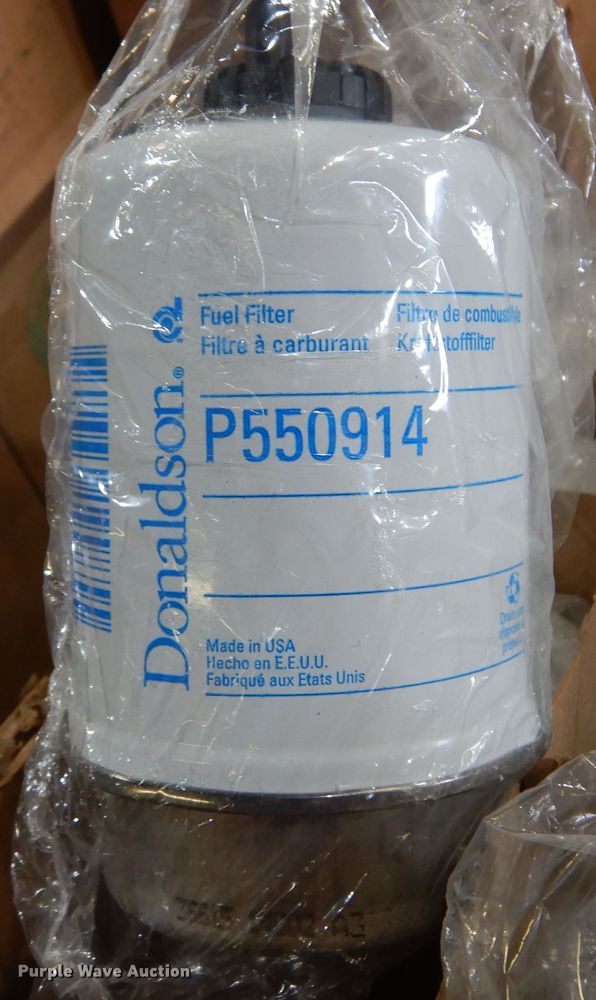 Fuel Filter
Filtre à carburant
Filtro de combustible
Kraftstofffilter
P550914
Donaldson®
Made in USA
Hecho en E.E.U.U.
Fabriqué aux Etats Unis
Purple Wave Auction